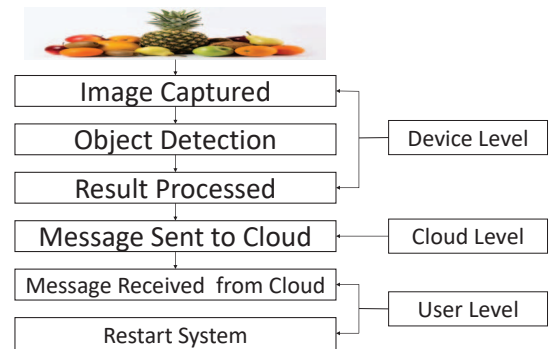 Image Captured
Object Detection
Device Level
Result Processed
Message Sent to Cloud
Cloud Level
Message Received from Cloud
User Level
Restart System